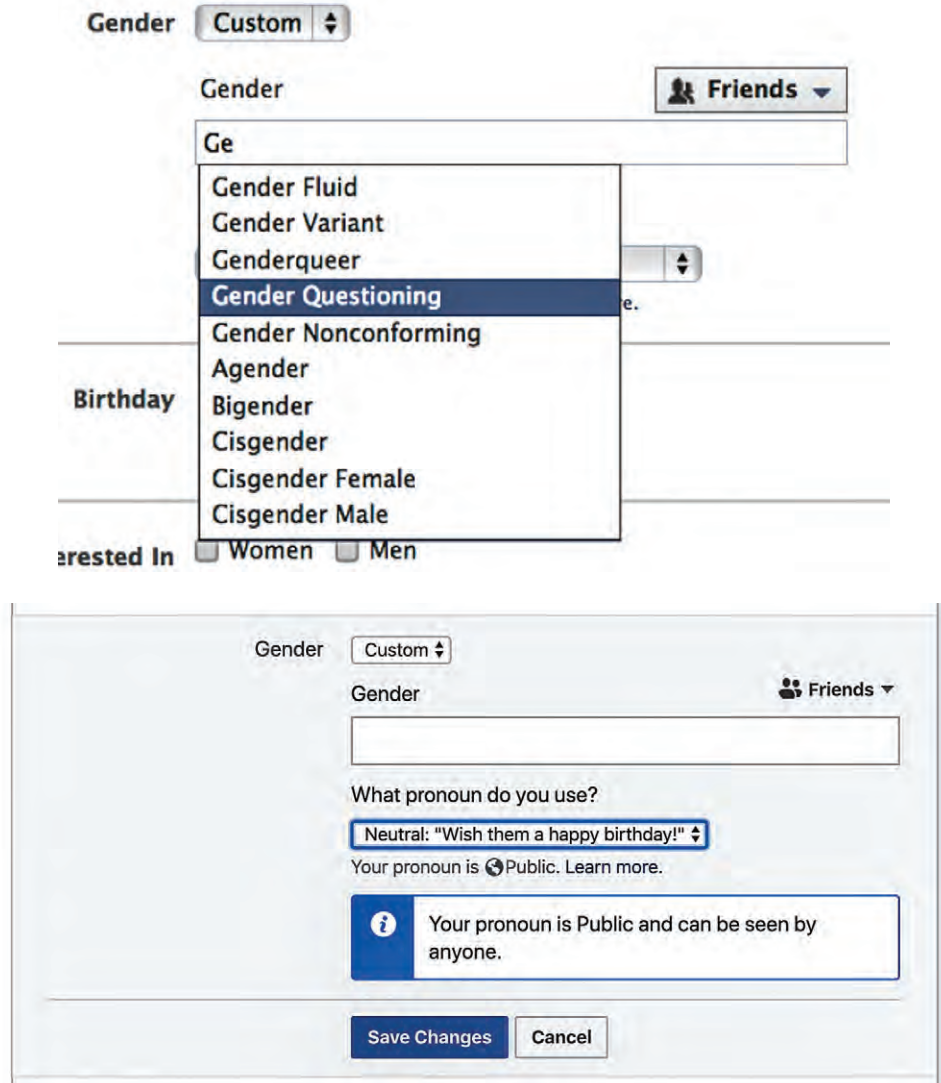 Gender Custom
Gender Friends
Ge
Gender Fluid
Gender Variant
Genderqueer
Gender Questioning
e.
Gender Nonconforming
Agender
Birthday
Bigender
Cisgender
Cisgender Female
Cisgender Male
erested In Women Men
Gender Custom
Gender Friends
What pronoun do you use?
Neutral: "Wish them a happy birthday!"
Your pronoun is Public. Learn more.
i Your pronoun is Public and can be seen by
anyone.
Save Changes Cancel